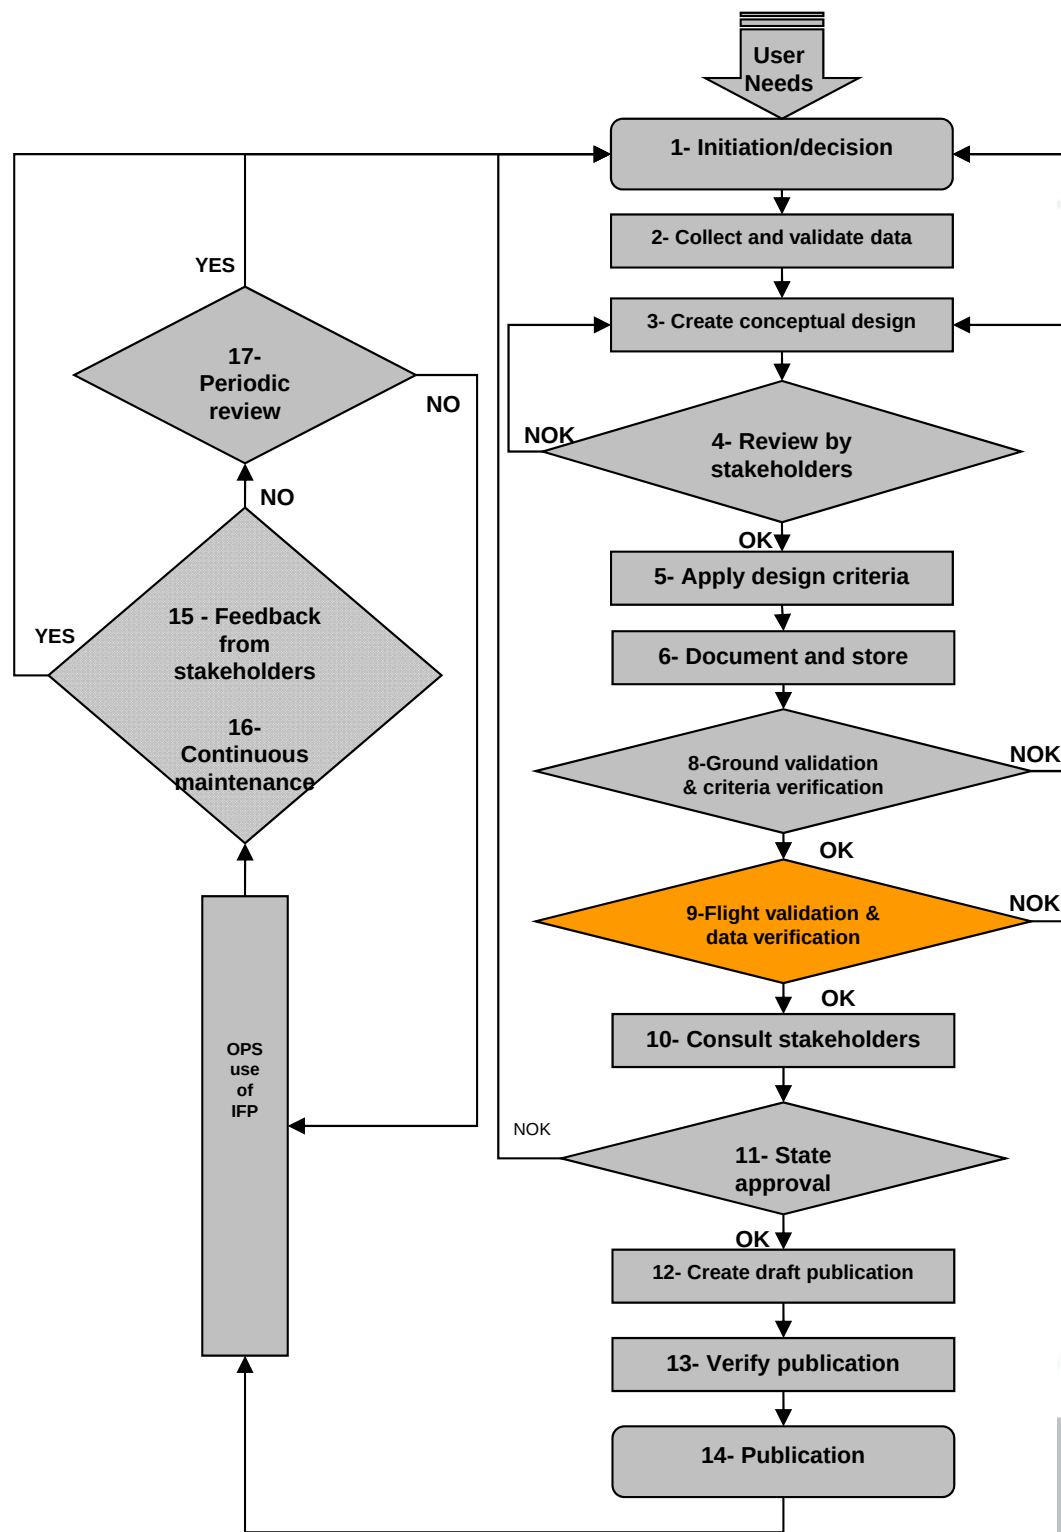 User
Needs
1- Initiation/decision
2- Collect and validate data
YES
3- Create conceptual design
17-
Periodic
review
NO
NOK
4- Review by
stakeholders
NO
OK
5- Apply design criteria
15 - Feedback
from
stakeholders
YES
6- Document and store
16-
Continuous
maintenance
8-Ground validation
& criteria verification
NOK
OK
9-Flight validation &
data verification
NOK
OK
10- Consult stakeholders
OPS
use
of
IFP
NOK
11- State
approval
OK
12- Create draft publication
13- Verify publication
14- Publication